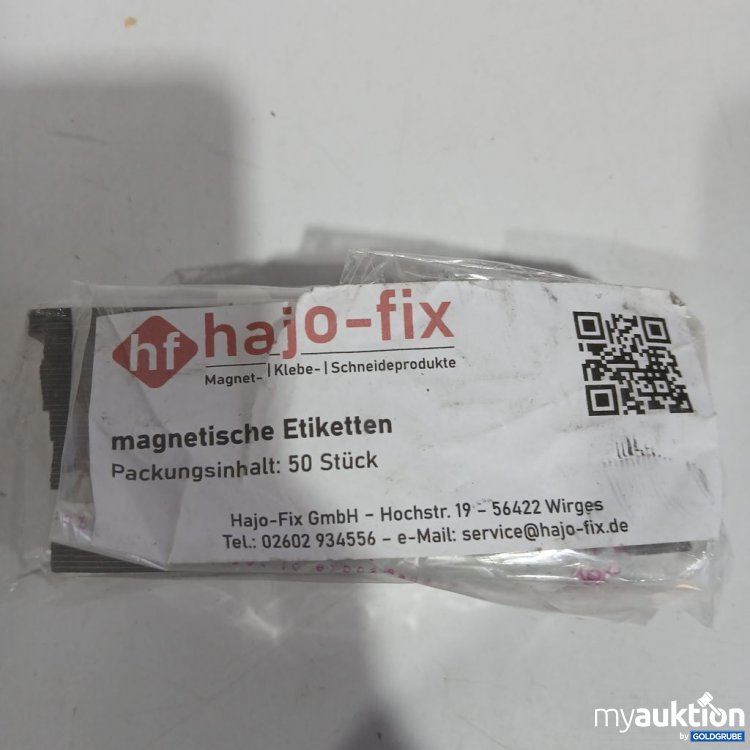 hf hajo-fix
Magnet- | Klebe- | Schneideprodukte
magnetische Etiketten
Packungsinhalt: 50 Stück
Hajo-Fix GmbH – Hochstr. 19 – 56422 Wirges
Tel.: 02602 934556 – e-Mail: service@hajo-fix.de
myauktion
by GOLDGRUBE